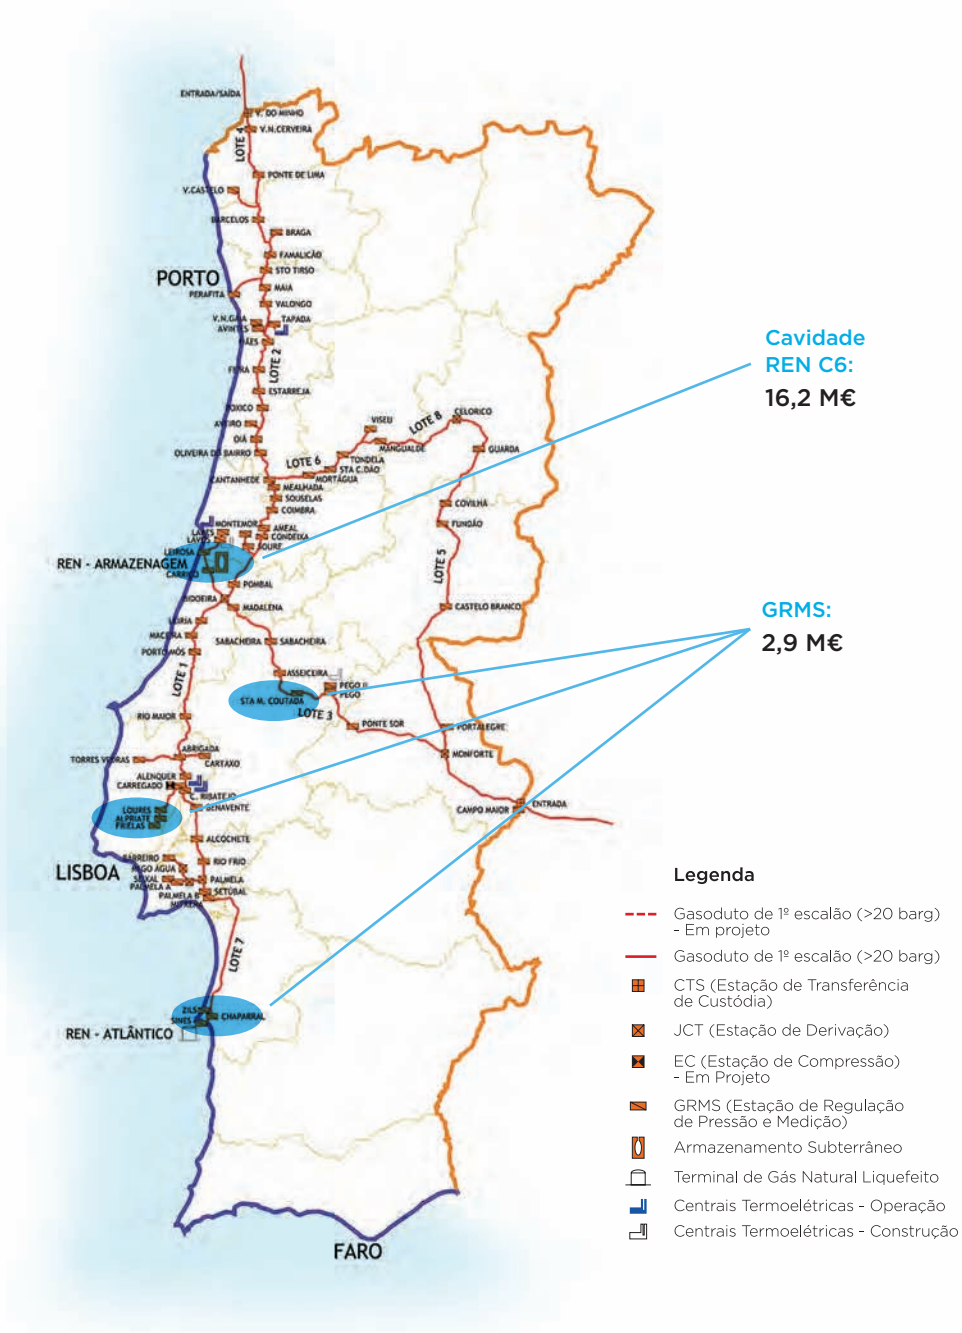 ENTRADA/SAÍDA
V. DO MINHO
V.N.CERVEIRA
LOTE 4
PONTE DE LIMA
V.CASTELO
BARCELOS
BRAGA
FAMALICÃO
STO TIRSO
PORTO
MAIA
PERAFITA
VALONGO
V.N.GAIA
TAPADA
AVINTES
LOTE 2
ESTARREJA
OIÁ
OLIVEIRA DO BAIRRO
VISEU
LOTE 8
CELORICO
MANGUALDE
GUARDA
TONDELA
LOTE 6
STA C.DÃO
MORTÁGUA
CANTANHEDE
MEALHADA
SOUSELAS
COIMBRA
COVILHA
FUNDÃO
MONTEMOR
AMEAL
CONDEIXA
SOURE
LEIROSA
REN - ARMAZENAGEM
CARRIÇO
POMBAL
LOTE 5
MADALENA
CASTELO BRANCO
SABACHEIRA
SABACHEIRA
PORTO MÓS
LOTE 1
ASSEICEIRA
PEGO II
PEGO
STA M. COUTADA
LOTE 3
RIO MAIOR
PONTE SOR
PORTALEGRE
MONFORTE
ABRIGADA
TORRES VEDRAS
CARTAXO
ALENQUER
CARREGADO
C. RIBATEJO
BENAVENTE
LOURES
ALPRIATE
FRIELAS
CAMPO MAIOR
ENTRADA
ALCOCHETE
LISBOA
BARREIRO
RIO FRIO
SEIXAL
PALMELA
PALMELA A
PALMELA B
SETÚBAL
LOTE 7
SINES
CHAPARRAL
REN - ATLÂNTICO
FARO
Cavidade
REN C6:
16,2 M€
GRMS:
2,9 M€
Legenda
Gasoduto de 1º escalão (>20 barg)
- Em projeto
Gasoduto de 1º escalão (>20 barg)
CTS (Estação de Transferência
de Custódia)
JCT (Estação de Derivação)
EC (Estação de Compressão)
- Em Projeto
GRMS (Estação de Regulação
de Pressão e Medição)
Armazenamento Subterrâneo
Terminal de Gás Natural Liquefeito
Centrais Termoelétricas - Operação
Centrais Termoelétricas - Construção